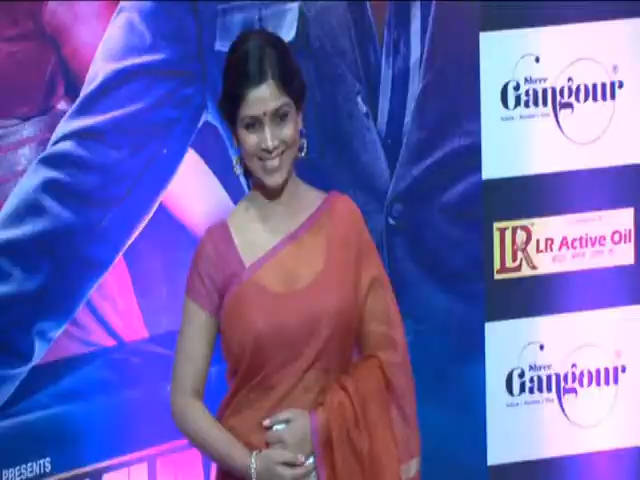 Shree
Gangour
LR LR Active Oil
Shree
Gangour
PRESENTS